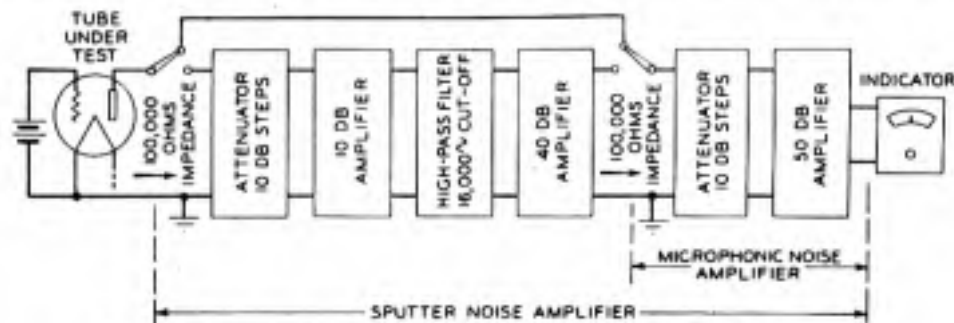 TUBE
UNDER
TEST
100,000
OHMS
IMPEDANCE
ATTENUATOR
10 DB STEPS
10 DB
AMPLIFIER
HIGH-PASS FILTER
16,000~ CUT-OFF
40 DB
AMPLIFIER
100,000
OHMS
IMPEDANCE
ATTENUATOR
10 DB STEPS
50 DB
AMPLIFIER
INDICATOR
MICROPHONIC NOISE
AMPLIFIER
SPUTTER NOISE AMPLIFIER